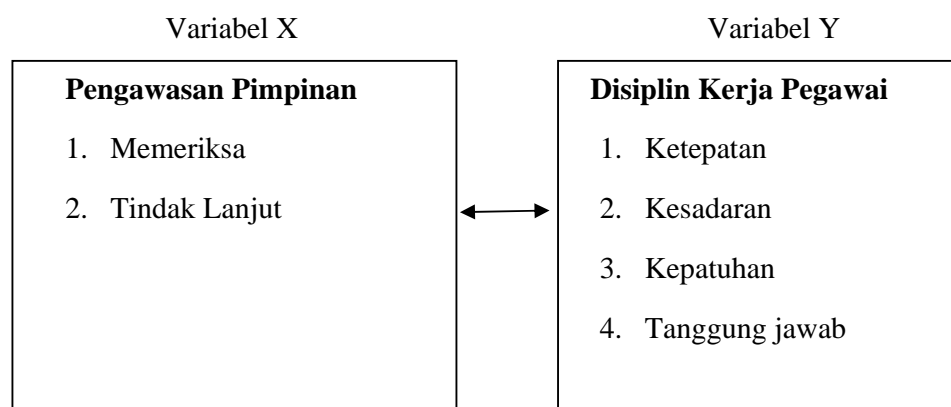 Variabel X
Variabel Y
Pengawasan Pimpinan
1. Memeriksa
2. Tindak Lanjut
Disiplin Kerja Pegawai
1. Ketepatan
2. Kesadaran
3. Kepatuhan
4. Tanggung jawab